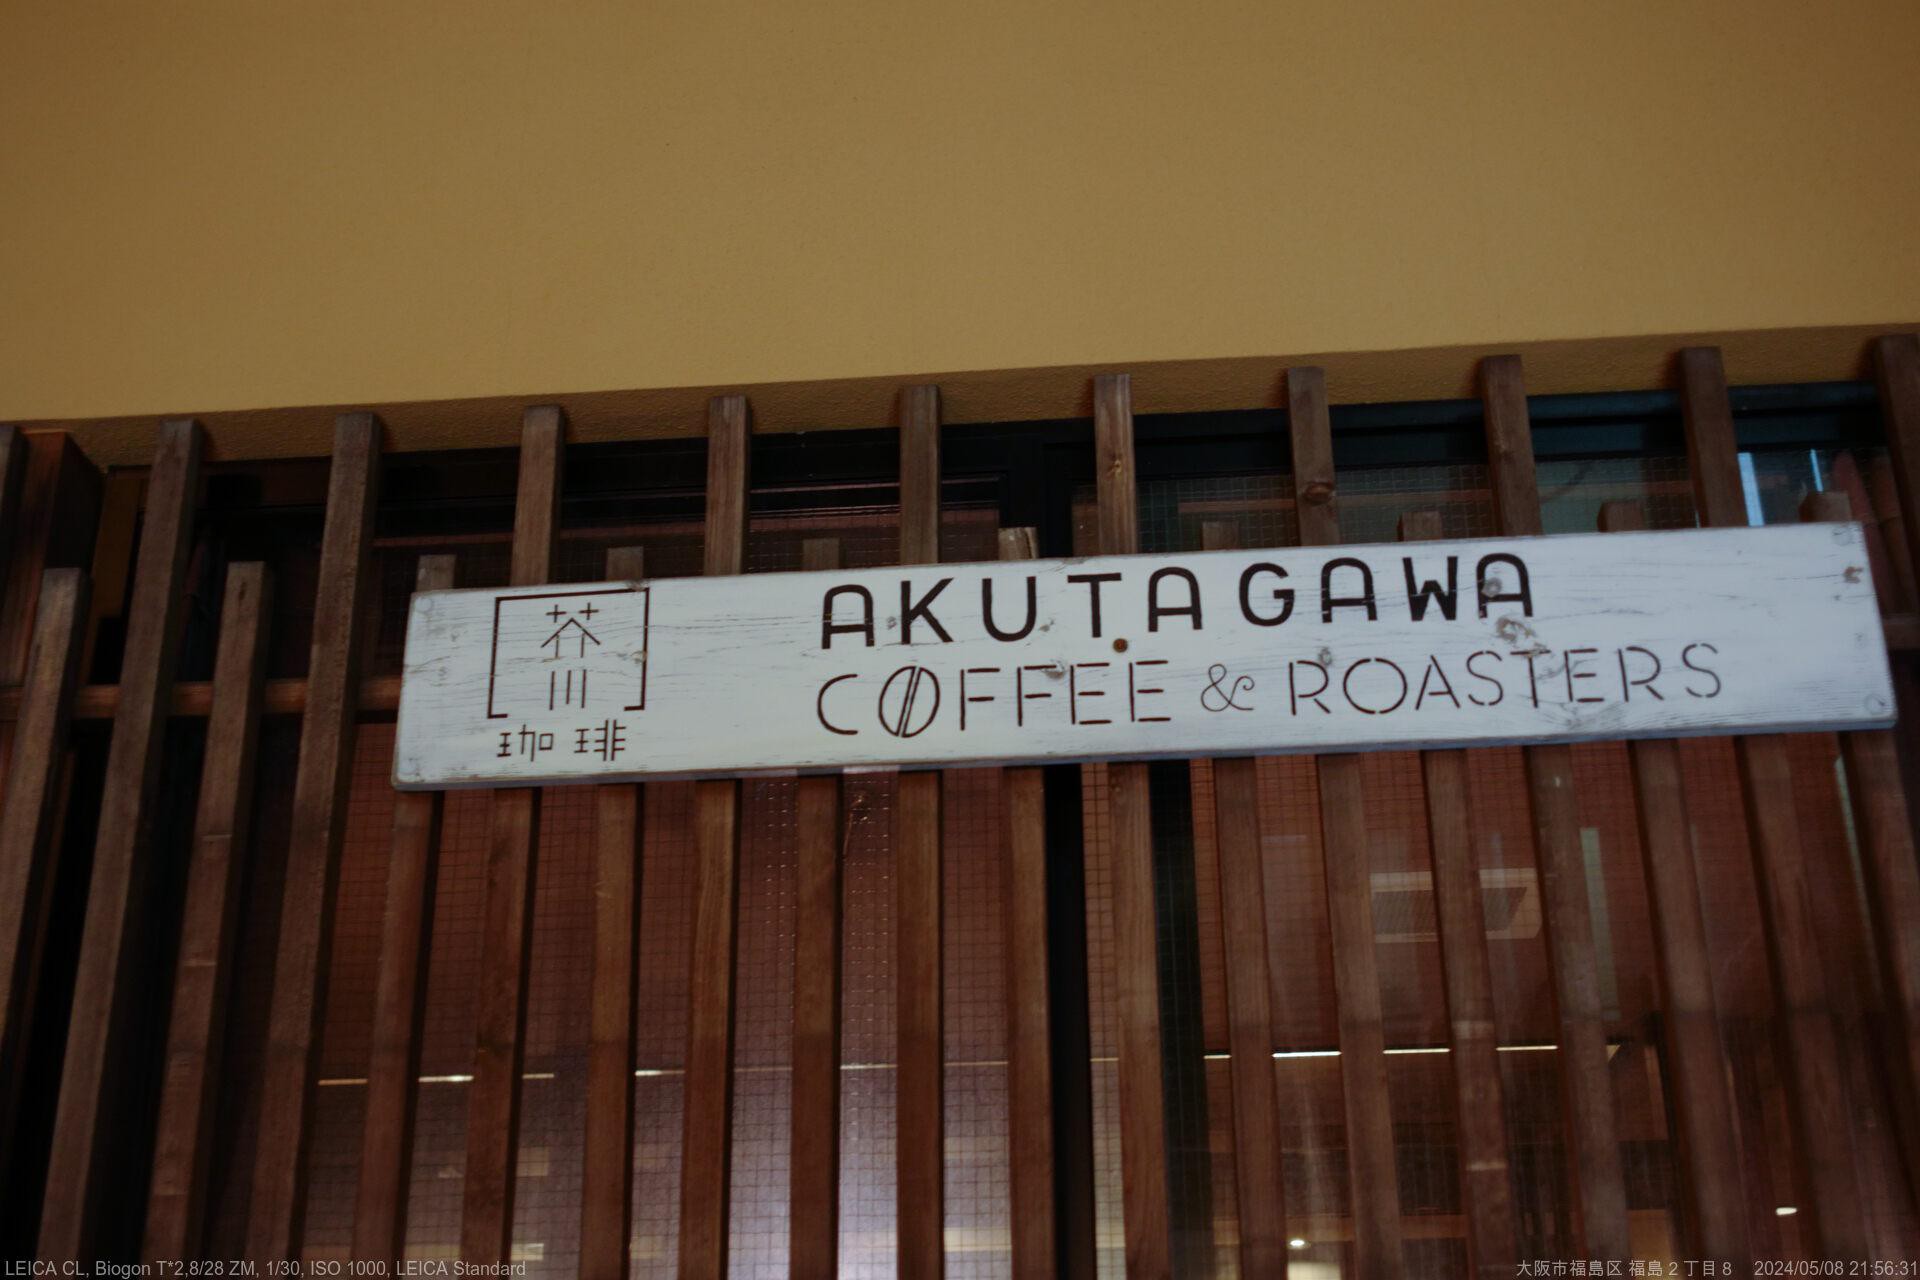 芥川
珈琲
AKUTAGAWA
COFFEE & ROASTERS
LEICA CL, Biogon T*2,8/28 ZM, 1/30, ISO 1000, LEICA Standard
大阪市福島区 福島2丁目8 2024/05/08 21:56:31